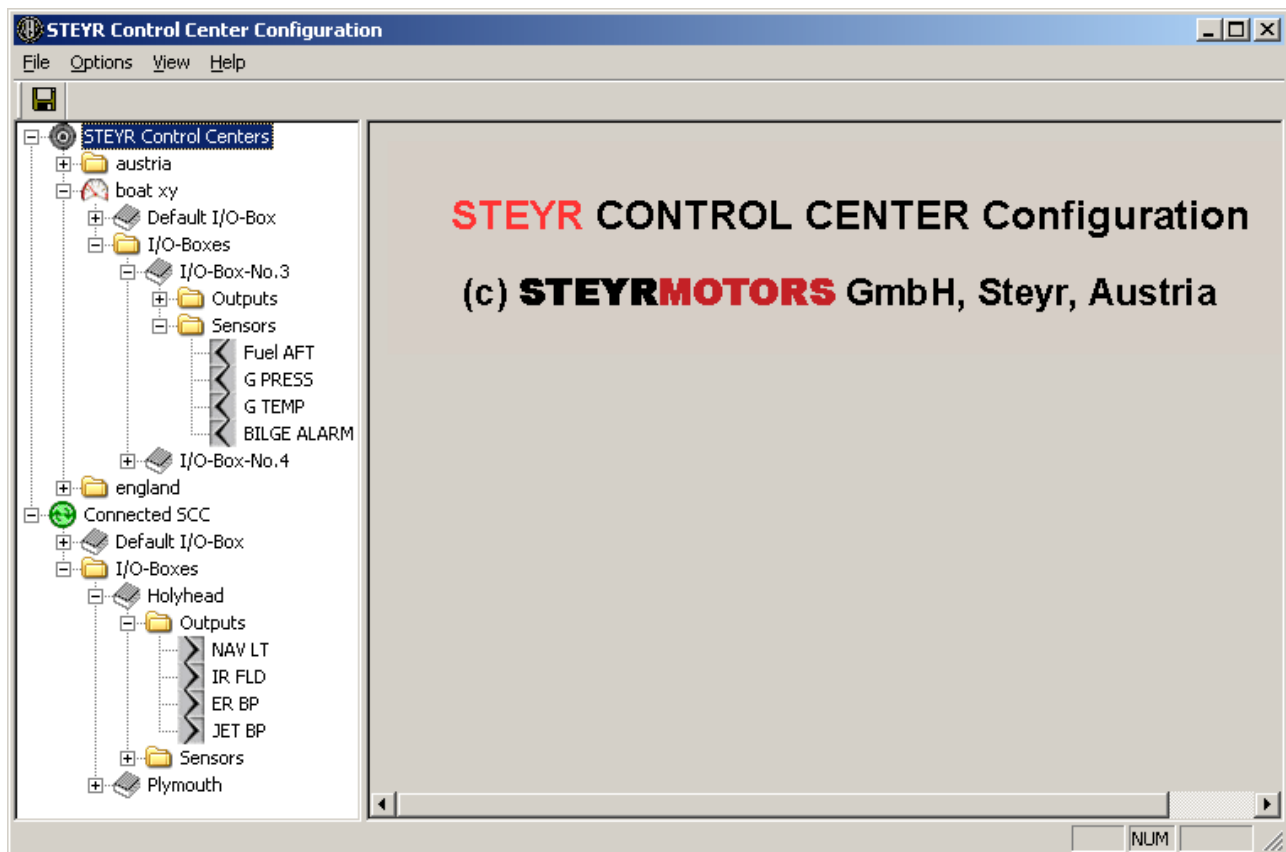 STEYR Control Center Configuration
File Options View Help
STEYR Control Centers
austria
boat xy
Default I/O-Box
I/O-Boxes
I/O-Box-No.3
Outputs
Sensors
Fuel AFT
G PRESS
G TEMP
BILGE ALARM
I/O-Box-No.4
england
Connected SCC
Default I/O-Box
I/O-Boxes
Holyhead
Outputs
NAV LT
IR FLD
ER BP
JET BP
Sensors
Plymouth
STEYR CONTROL CENTER Configuration
(c) STEYRMOTORS GmbH, Steyr, Austria
NUM